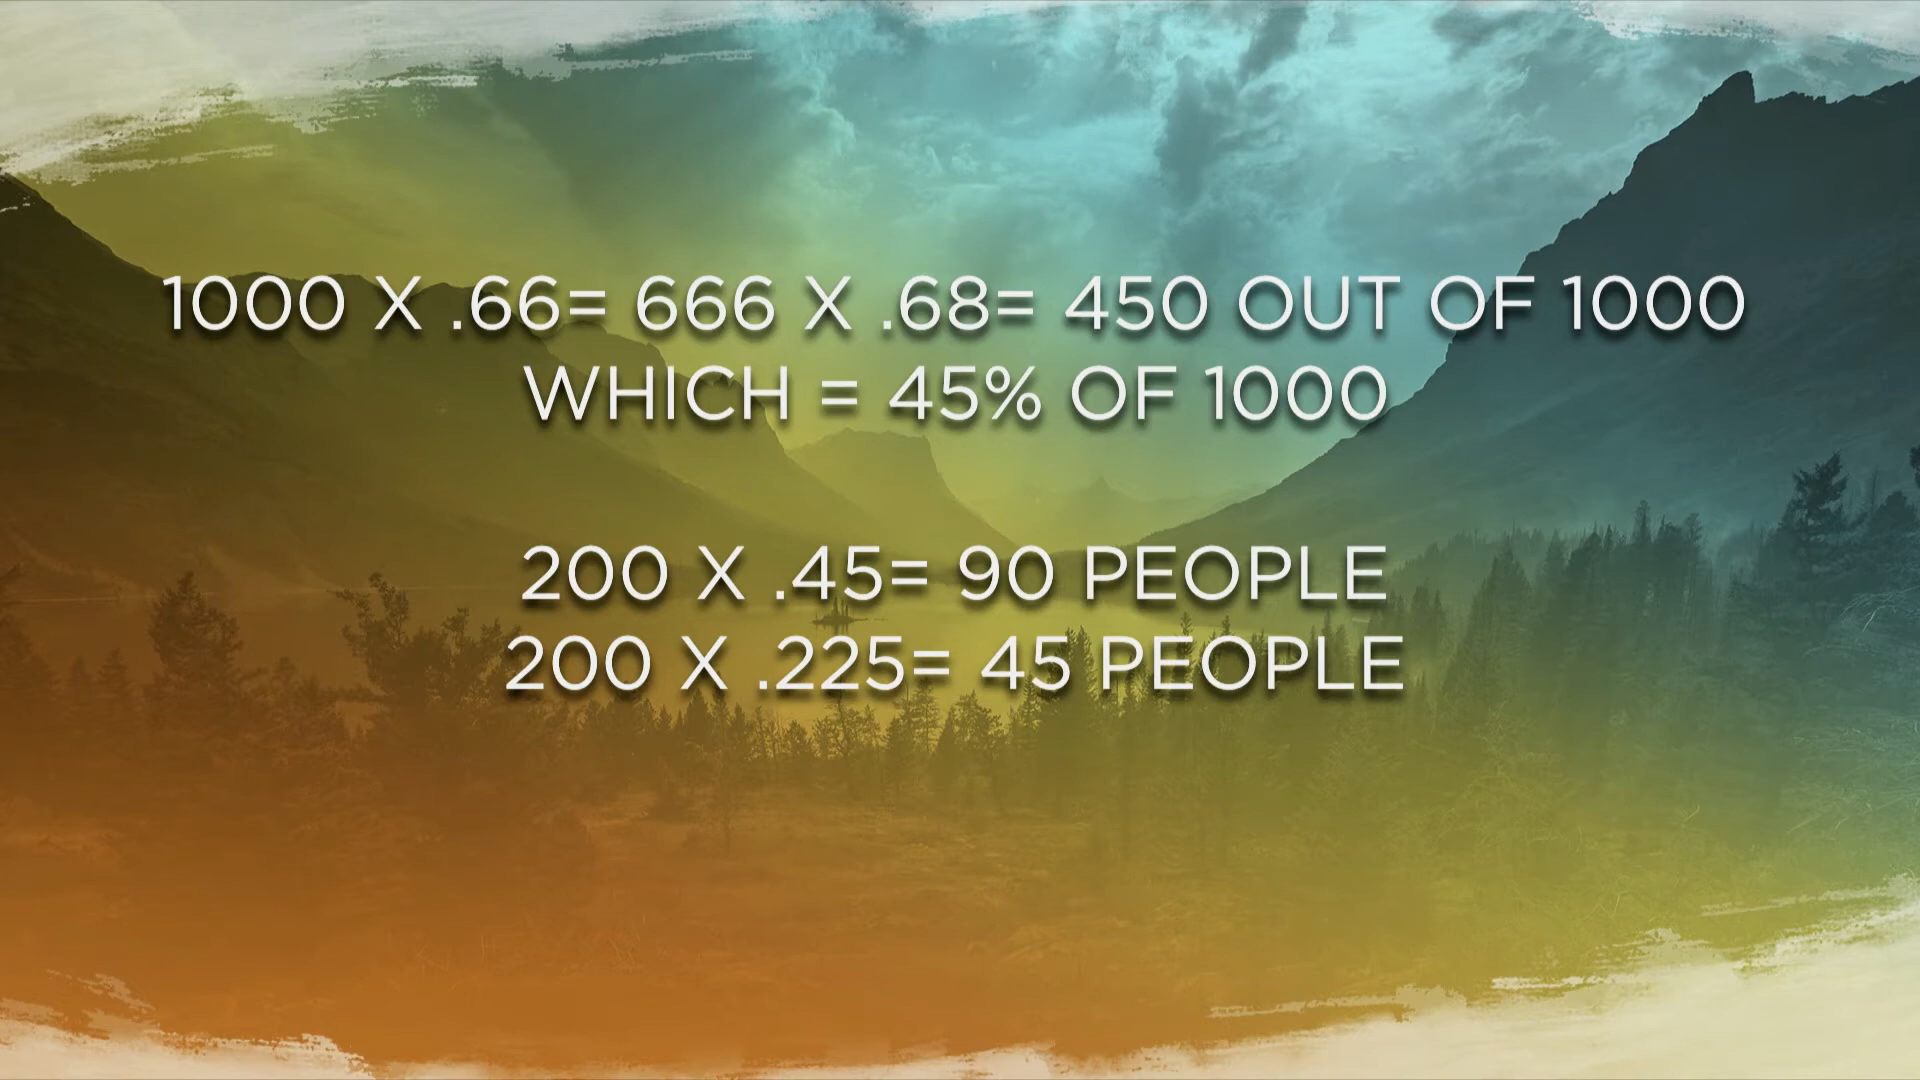 1000 X .66= 666 X .68= 450 OUT OF 1000
WHICH = 45% OF 1000
200 X .45= 90 PEOPLE
200 X .225= 45 PEOPLE